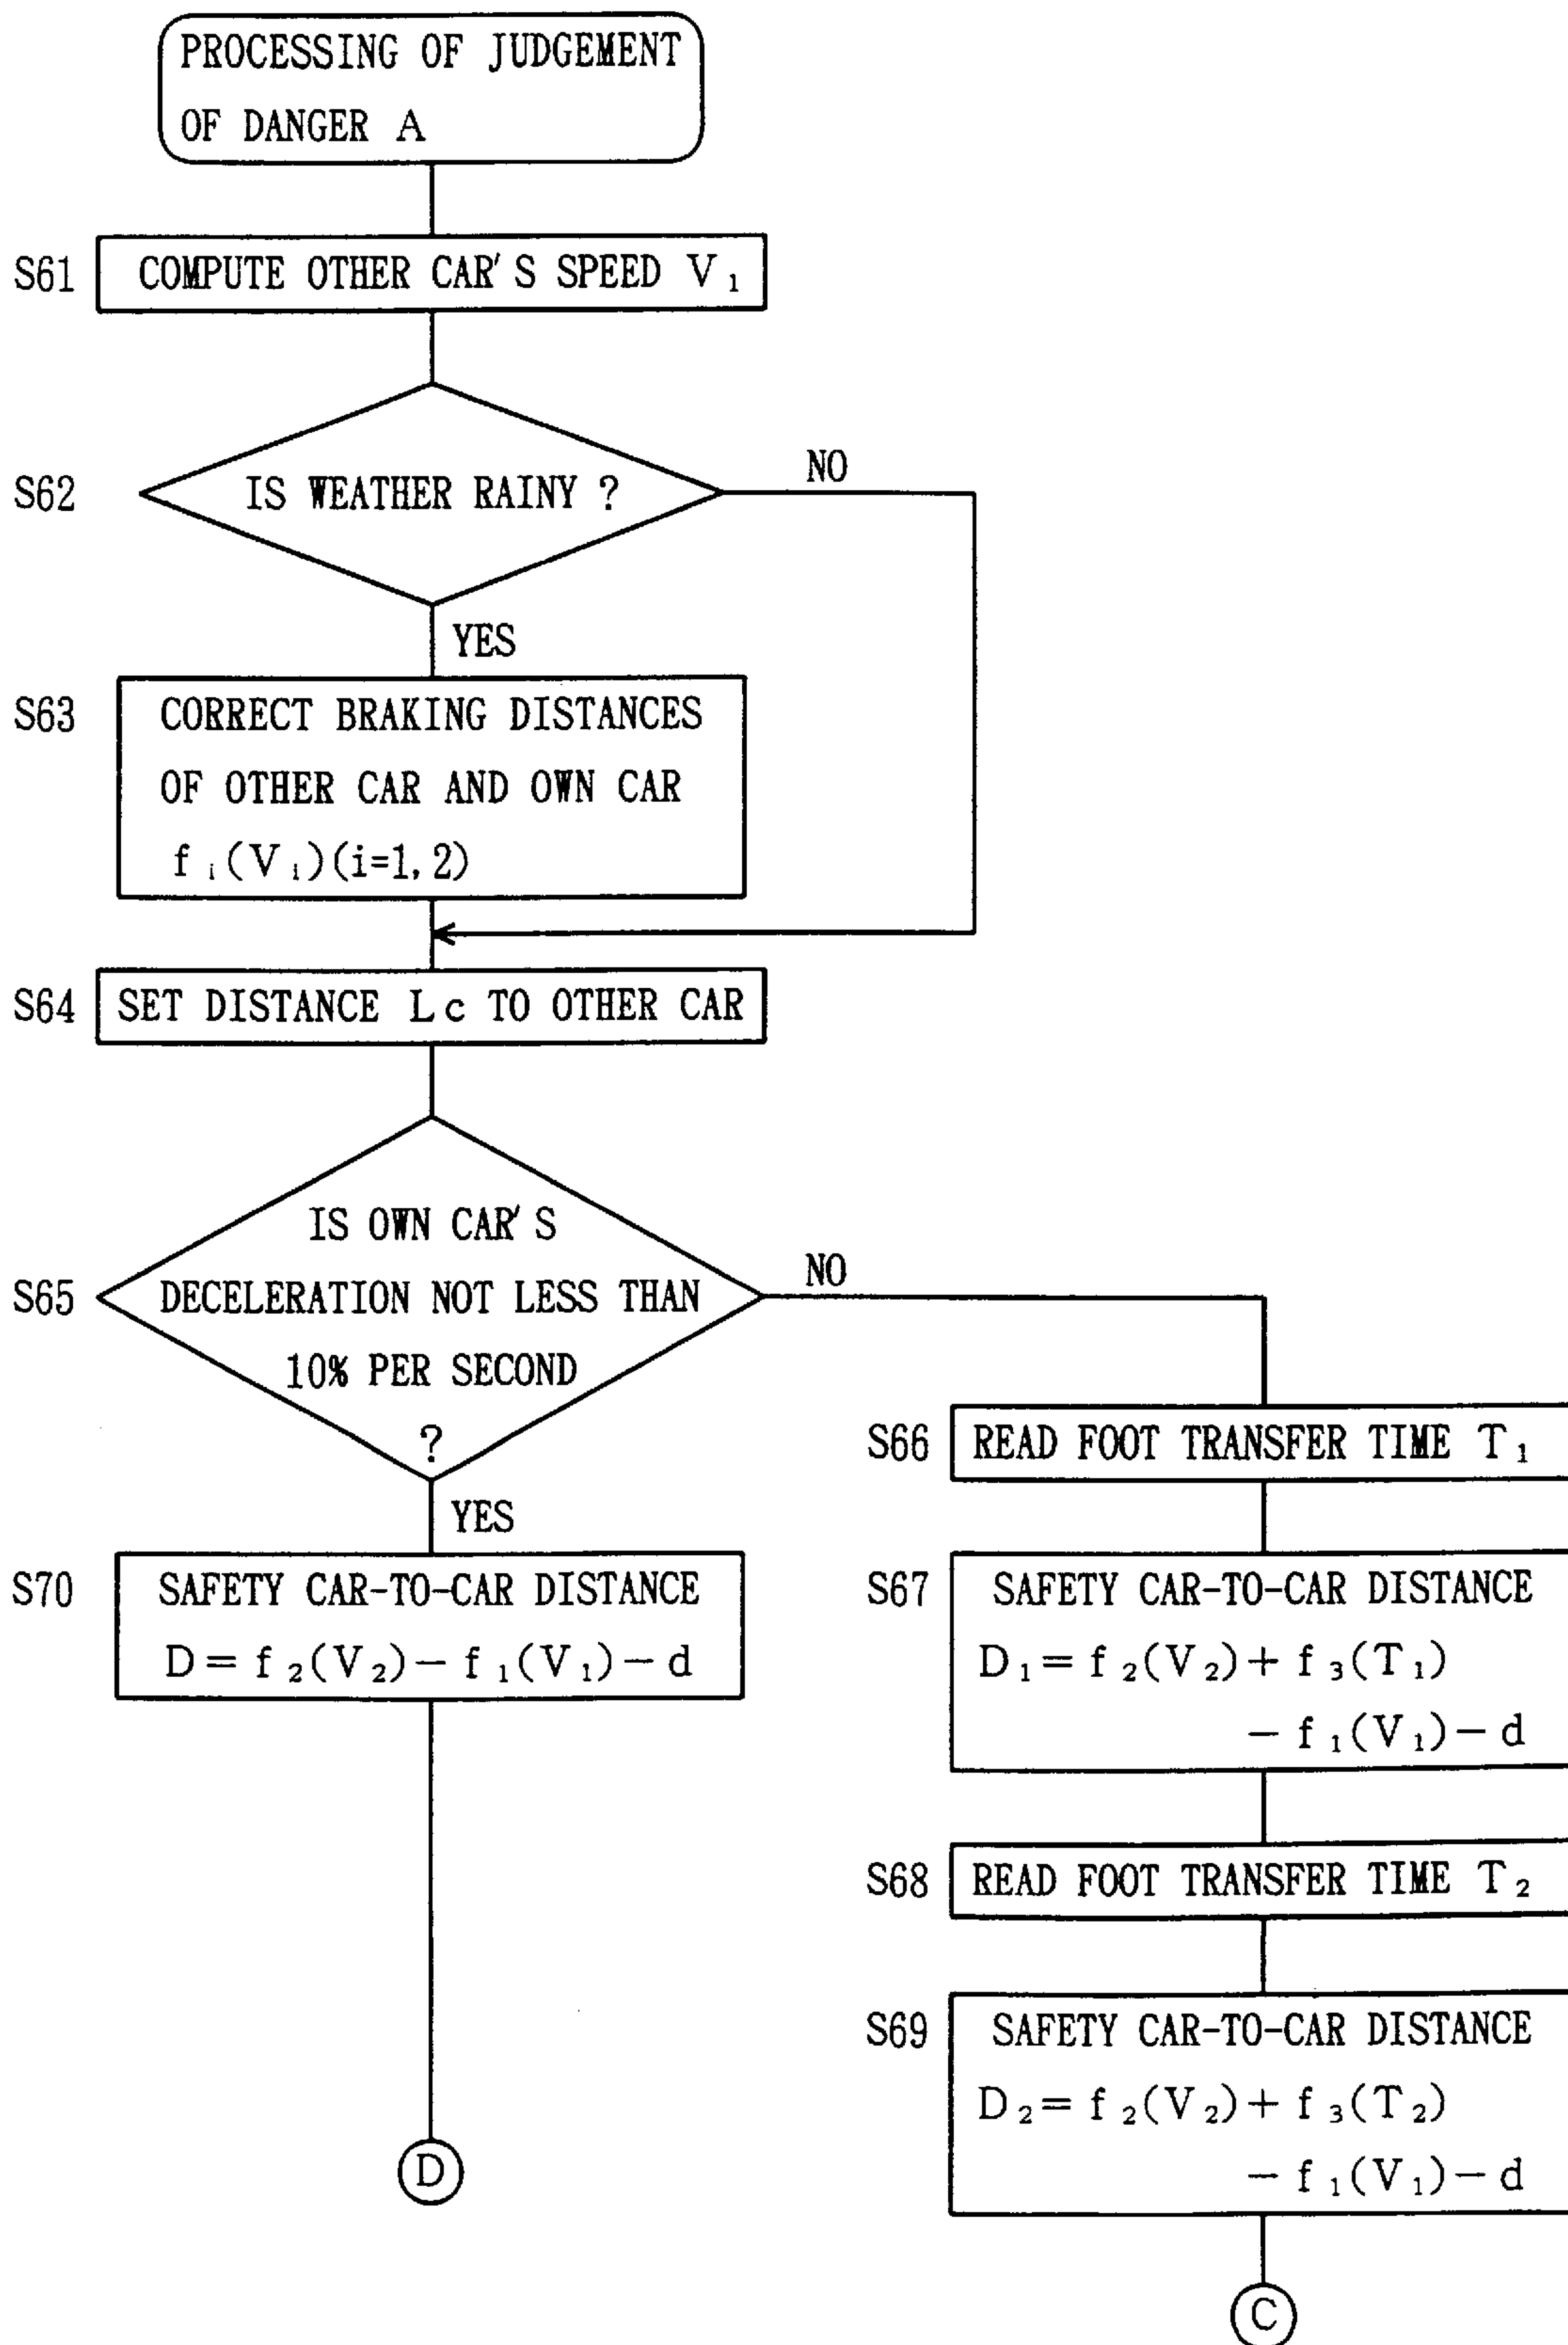 PROCESSING OF JUDGEMENT
OF DANGER A
S61
COMPUTE OTHER CAR'S SPEED V₁
S62
IS WEATHER RAINY ?
NO
YES
S63
CORRECT BRAKING DISTANCES
OF OTHER CAR AND OWN CAR
fᵢ(Vᵢ)(i=1,2)
S64
SET DISTANCE Lc TO OTHER CAR
S65
IS OWN CAR'S
DECELERATION NOT LESS THAN
10% PER SECOND
?
NO
YES
S66
READ FOOT TRANSFER TIME T₁
S70
SAFETY CAR-TO-CAR DISTANCE
D=f₂(V₂)−f₁(V₁)−d
S67
SAFETY CAR-TO-CAR DISTANCE
D₁=f₂(V₂)+f₃(T₁)
−f₁(V₁)−d
S68
READ FOOT TRANSFER TIME T₂
S69
SAFETY CAR-TO-CAR DISTANCE
D₂=f₂(V₂)+f₃(T₂)
−f₁(V₁)−d
D
C